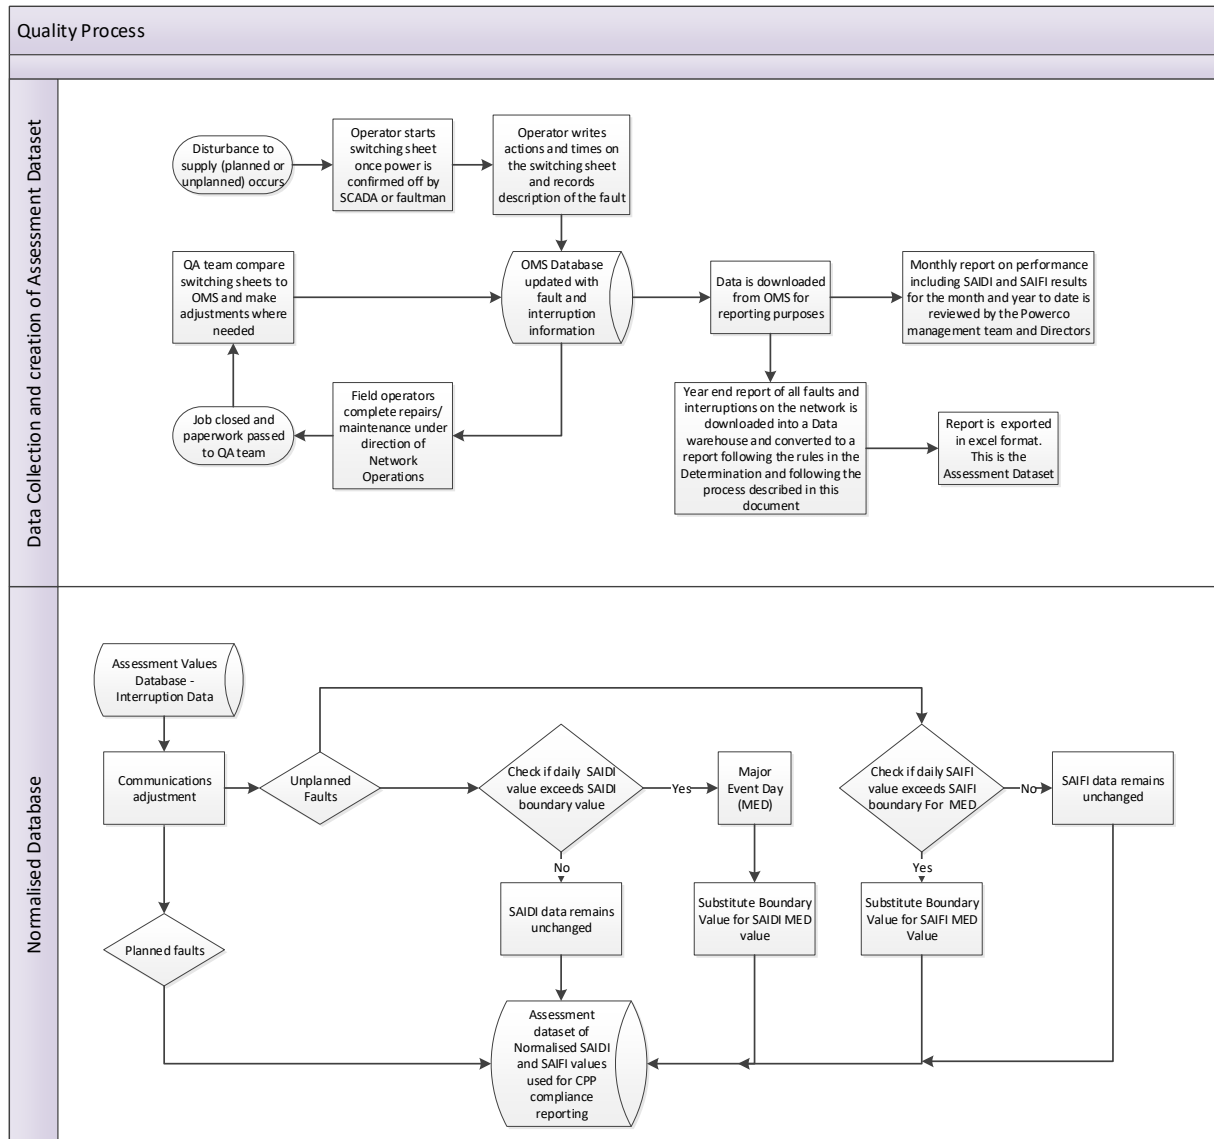 Quality Process
Data Collection and creation of Assessment Dataset
Disturbance to
supply (planned or
unplanned) occurs
Operator starts
switching sheet
once power is
confirmed off by
SCADA or faultman
Operator writes
actions and times on
the switching sheet
and records
description of the fault
QA team compare
switching sheets to
OMS and make
adjustments where
needed
OMS Database
updated with
fault and
interruption
information
Data is downloaded
from OMS for
reporting purposes
Monthly report on performance
including SAIDI and SAIFI results
for the month and year to date is
reviewed by the Powerco
management team and Directors
Job closed and
paperwork passed
to QA team
Field operators
complete repairs/
maintenance under
direction of
Network
Operations
Year end report of all faults and
interruptions on the network is
downloaded into a Data
warehouse and converted to a
report following the rules in the
Determination and following the
process described in this
document
Report is exported
in excel format.
This is the
Assessment Dataset
Normalised Database
Assessment Values
Database -
Interruption Data
Communications
adjustment
Unplanned
Faults
Check if daily SAIDI
value exceeds SAIDI
boundary value
Yes
Major
Event Day
(MED)
Check if daily SAIFI
value exceeds SAIFI
boundary For MED
No
SAIFI data remains
unchanged
No
Yes
Planned faults
SAIDI data remains
unchanged
Substitute Boundary
Value for SAIDI MED
value
Substitute Boundary
Value for SAIFI MED
Value
Assessment
dataset of
Normalised SAIDI
and SAIFI values
used for CPP
compliance
reporting